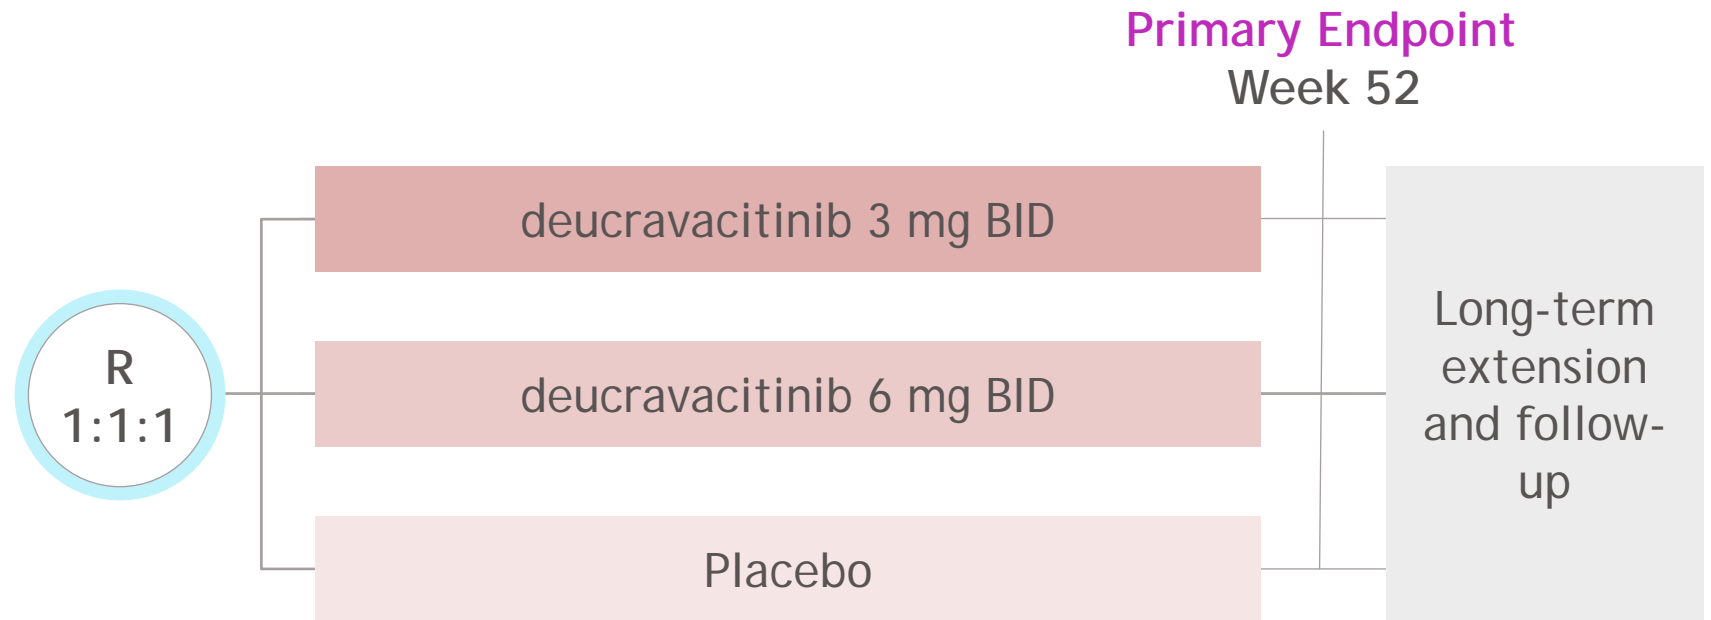 Primary Endpoint
Week 52
R
1:1:1
deucravacitinib 3 mg BID
deucravacitinib 6 mg BID
Placebo
Long-term
extension
and follow-
up